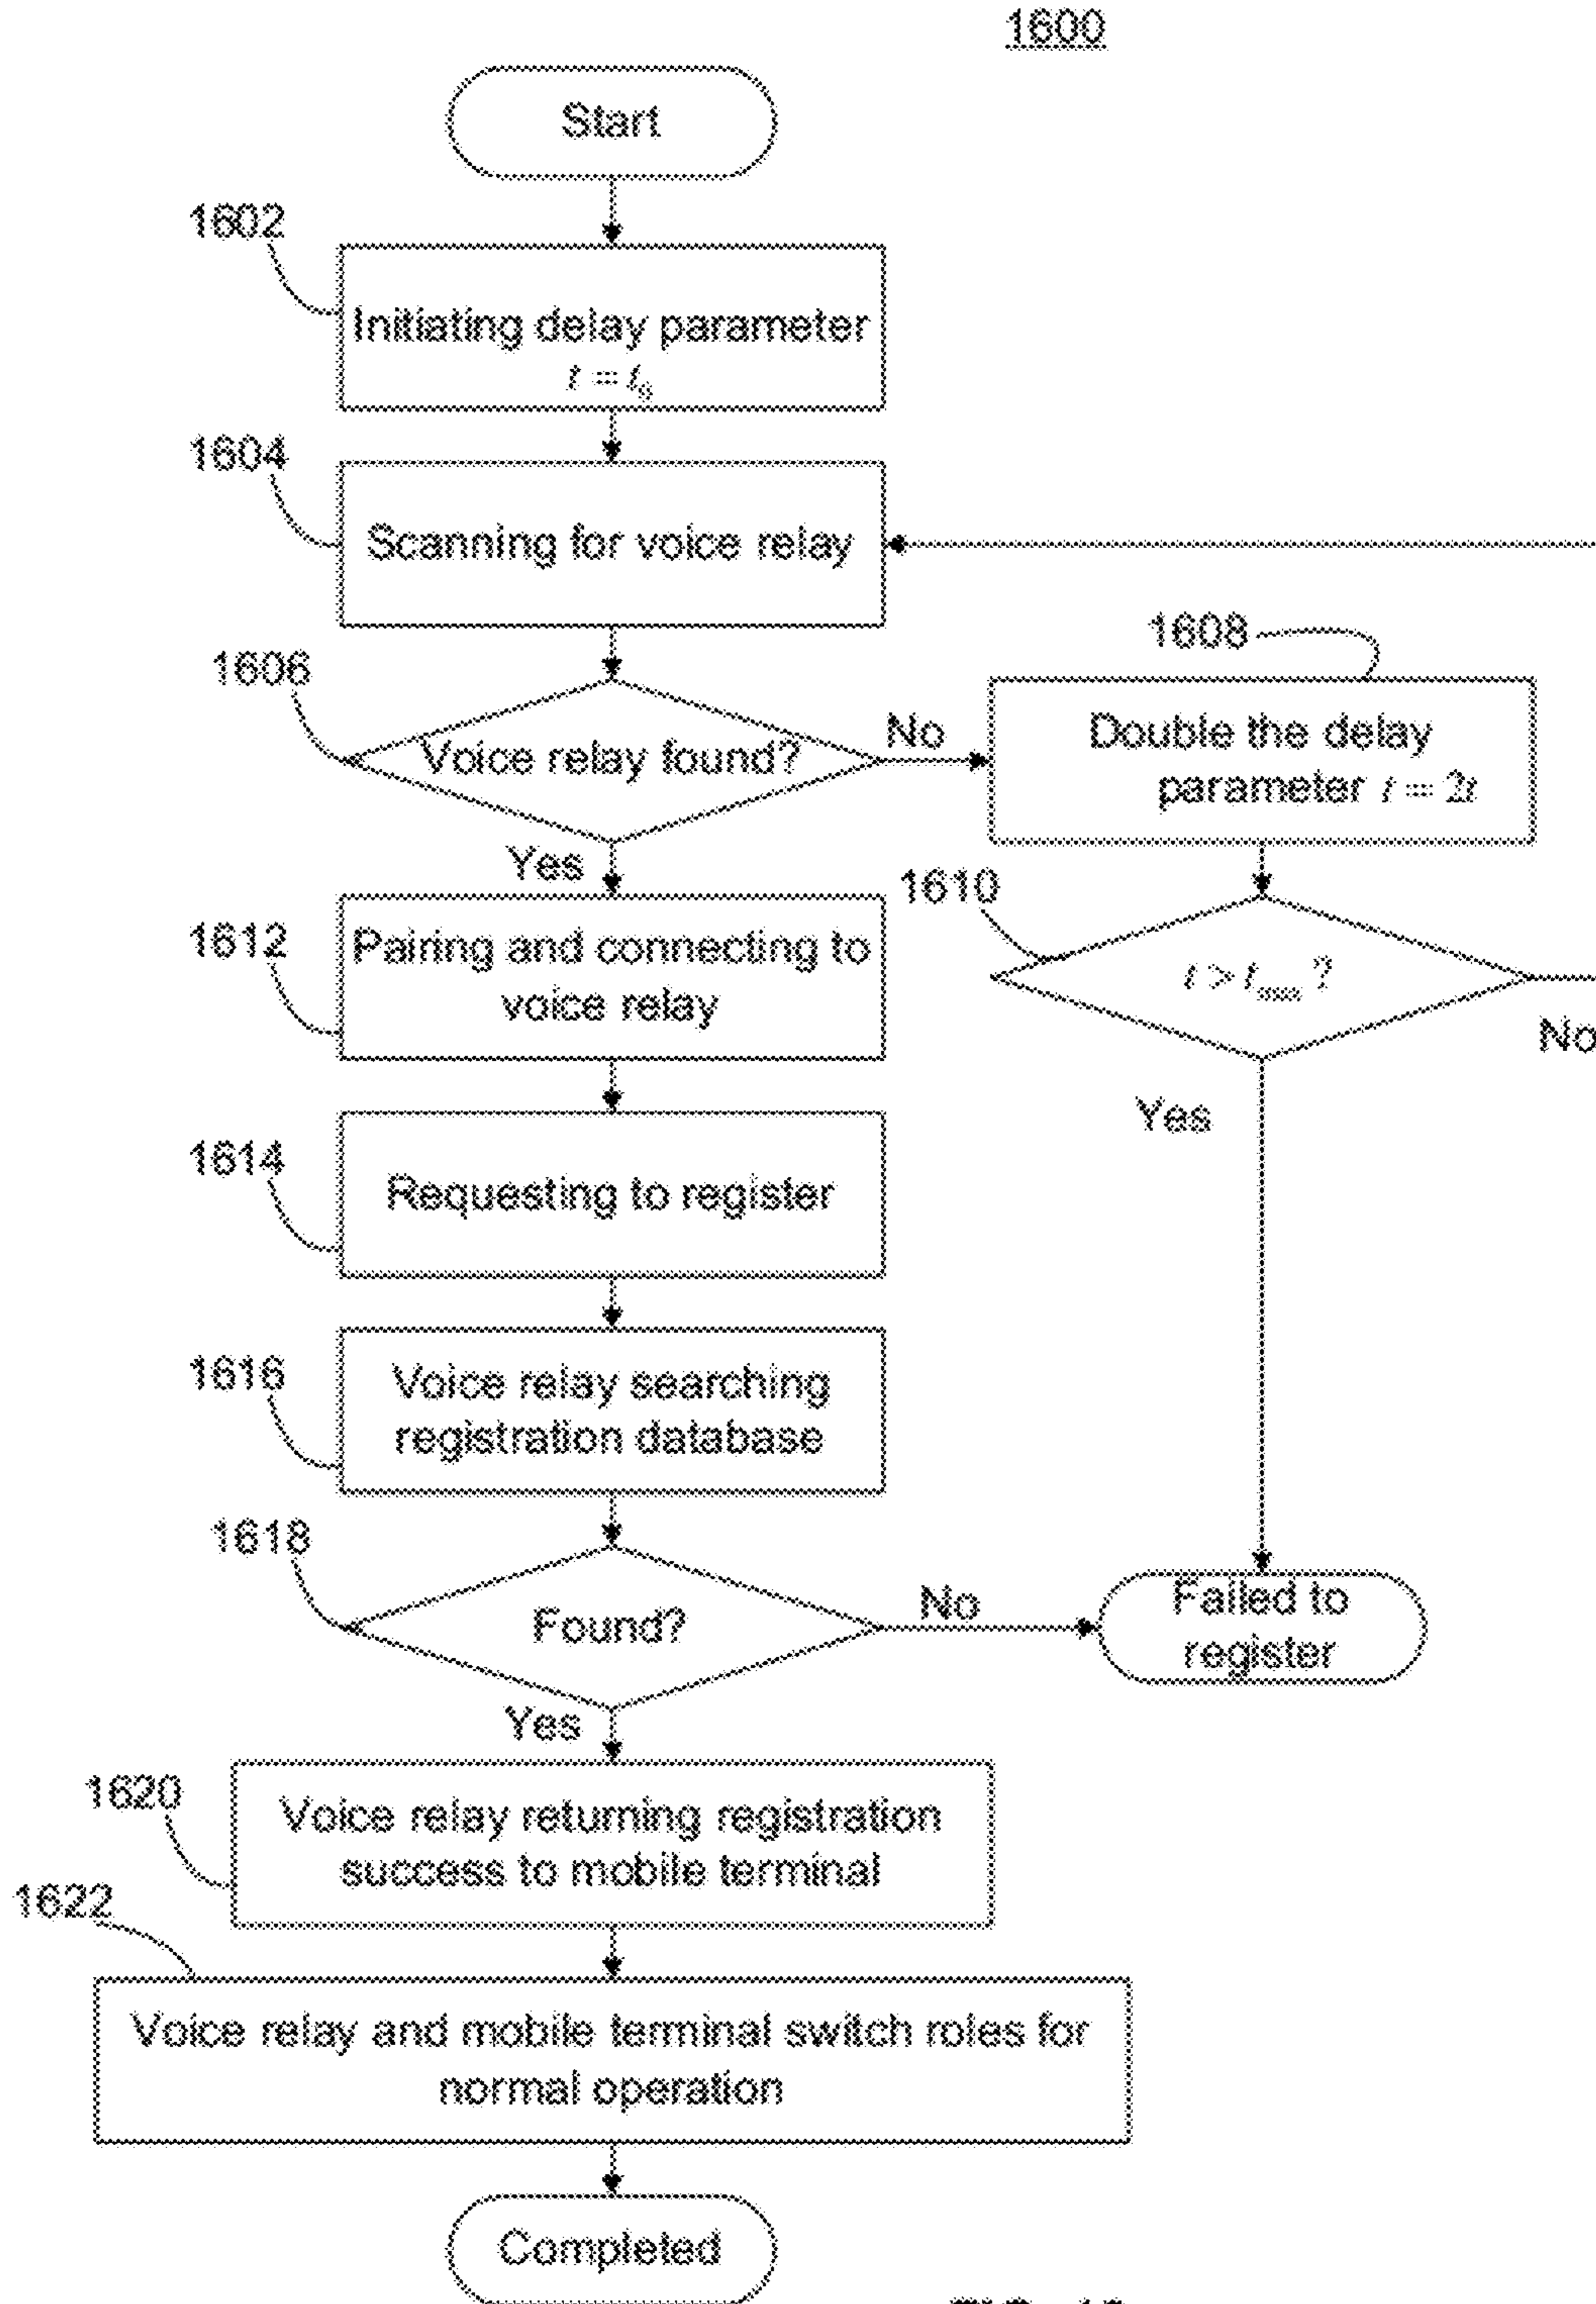 1600
Start
1602
Initiating delay parameter
t = t₀
1604
Scanning for voice relay
1606
Voice relay found?
No
1608
Double the delay
parameter t = 2t
Yes
1610
t > t ?
No
1612
Pairing and connecting to
voice relay
Yes
1614
Requesting to register
1616
Voice relay searching
registration database
1618
Found?
No
Failed to
register
Yes
1620
Voice relay returning registration
success to mobile terminal
1622
Voice relay and mobile terminal switch roles for
normal operation
Completed